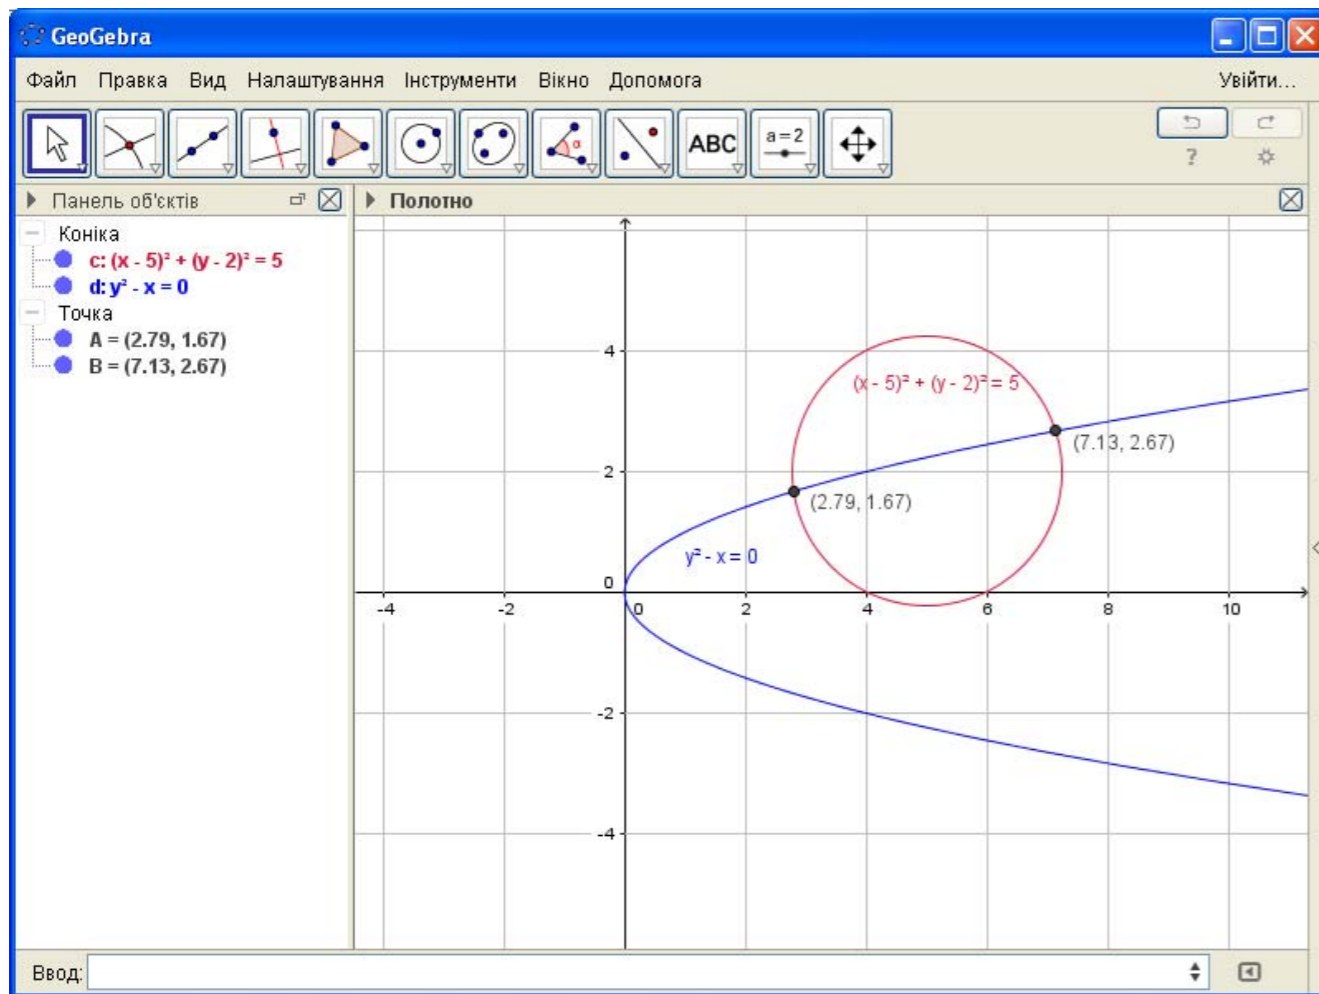 GeoGebra
Файл Правка Вид Налаштування Інструменти Вікно Допомога Увійти...
ABC a = 2
α
?
Панель об'єктів Полотно
Коніка
c: (x - 5)² + (y - 2)² = 5
d: y² - x = 0
Точка
A = (2.79, 1.67)
B = (7.13, 2.67)
4
(x - 5)² + (y - 2)² = 5
(7.13, 2.67)
2
(2.79, 1.67)
y² - x = 0
0
-4 -2 0 2 4 6 8 10
-2
-4
Ввод: